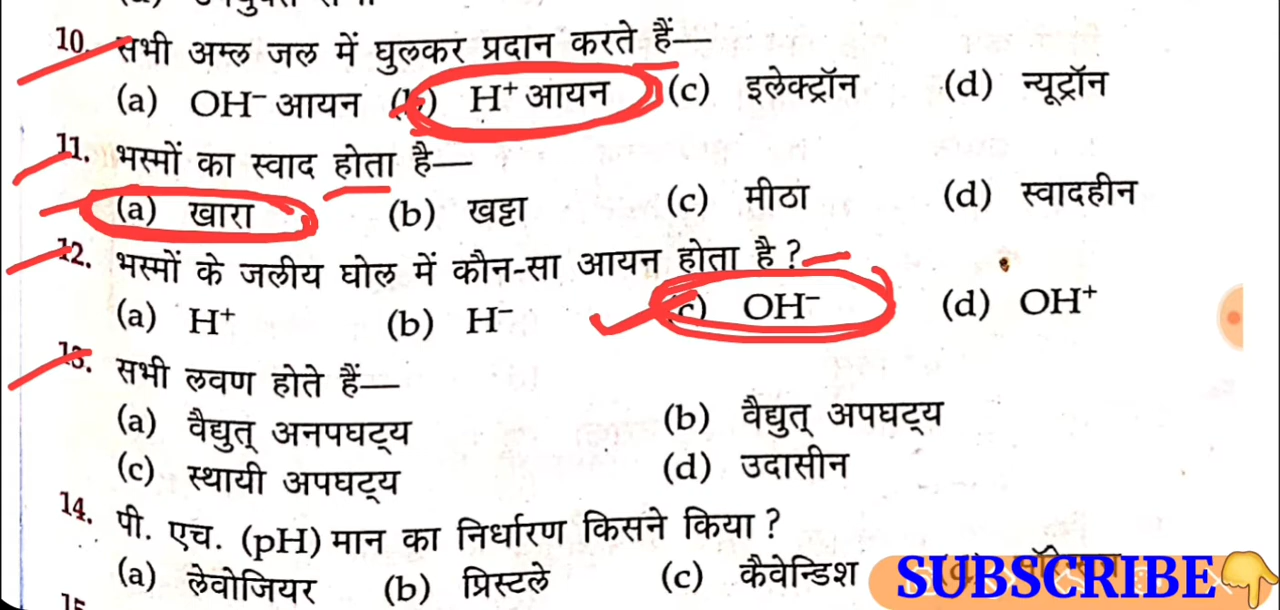 10. सभी अम्ल जल में घुलकर प्रदान करते हैं—
(a) OH⁻ आयन (b) H⁺ आयन (c) इलेक्ट्रॉन (d) न्यूट्रॉन
11. भस्मों का स्वाद होता है—
(a) खारा (b) खट्टा (c) मीठा (d) स्वादहीन
12. भस्मों के जलीय घोल में कौन-सा आयन होता है ?
(a) H⁺ (b) H⁻ (c) OH⁻ (d) OH⁺
13. सभी लवण होते हैं—
(a) वैद्युत् अनपघट्य (b) वैद्युत् अपघट्य
(c) स्थायी अपघट्य (d) उदासीन
14. पी. एच. (pH) मान का निर्धारण किसने किया ?
(a) लेवोजियर (b) प्रिस्टले (c) कैवेन्डिश
SUBSCRIBE